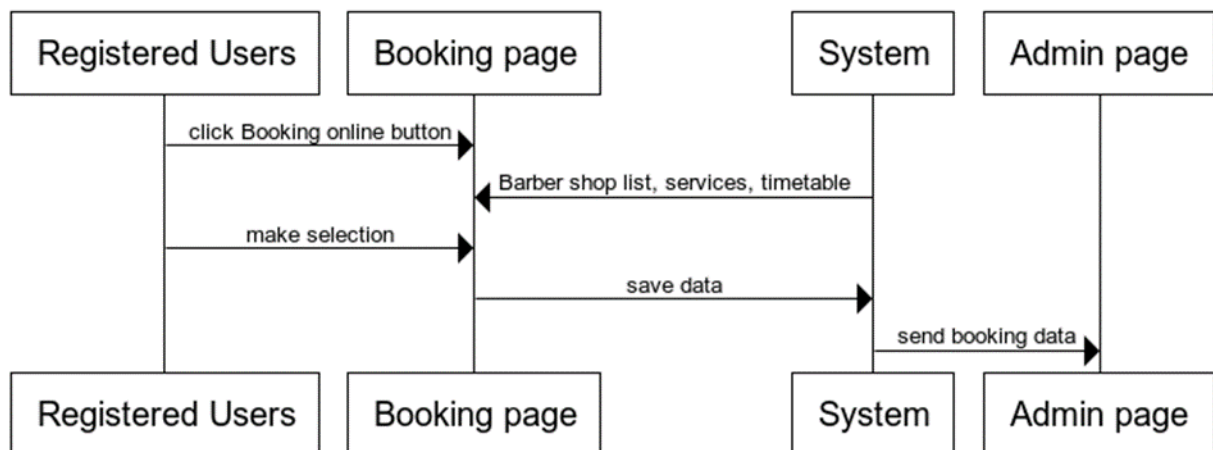 Registered Users
Booking page
System
Admin page
click Booking online button
Barber shop list, services, timetable
make selection
save data
send booking data
Registered Users
Booking page
System
Admin page